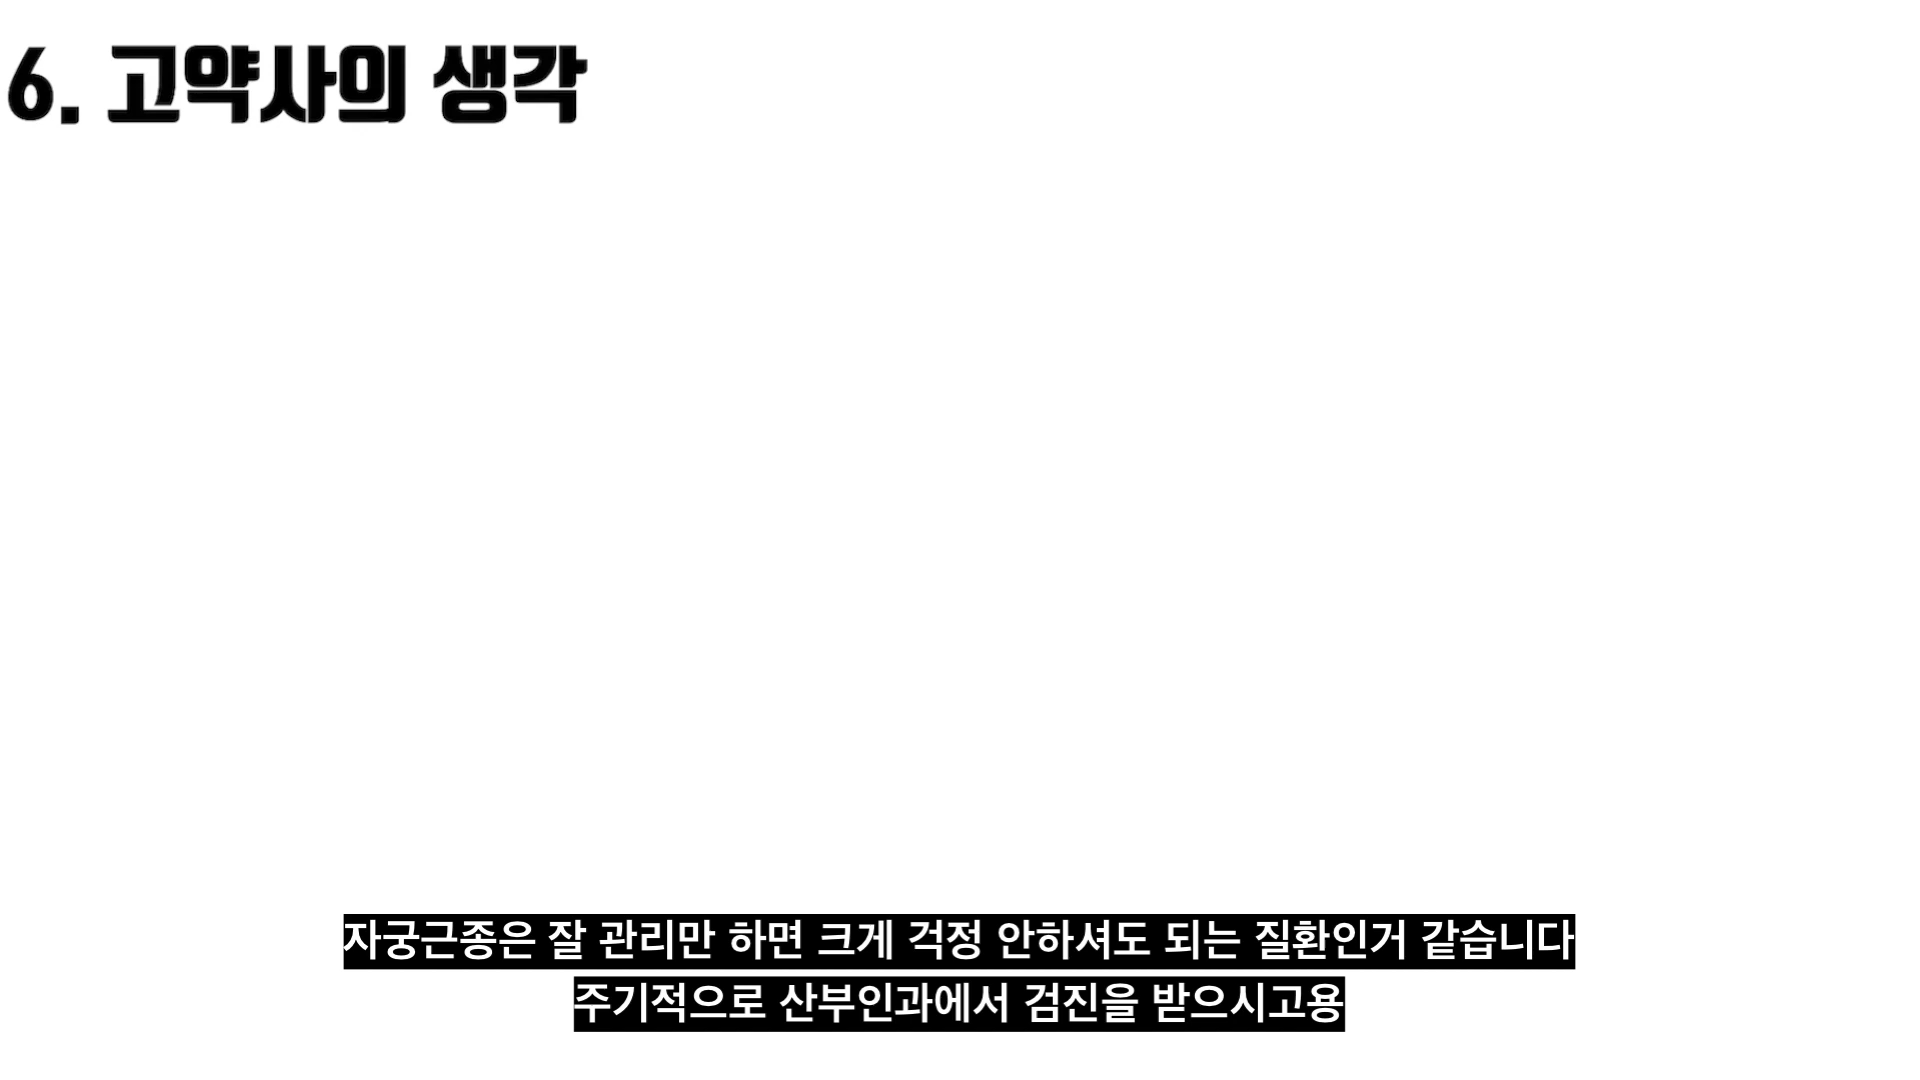 6. 고약사의 생각
자궁근종은 잘 관리만 하면 크게 걱정 안하셔도 되는 질환인거 같습니다
주기적으로 산부인과에서 검진을 받으시고용